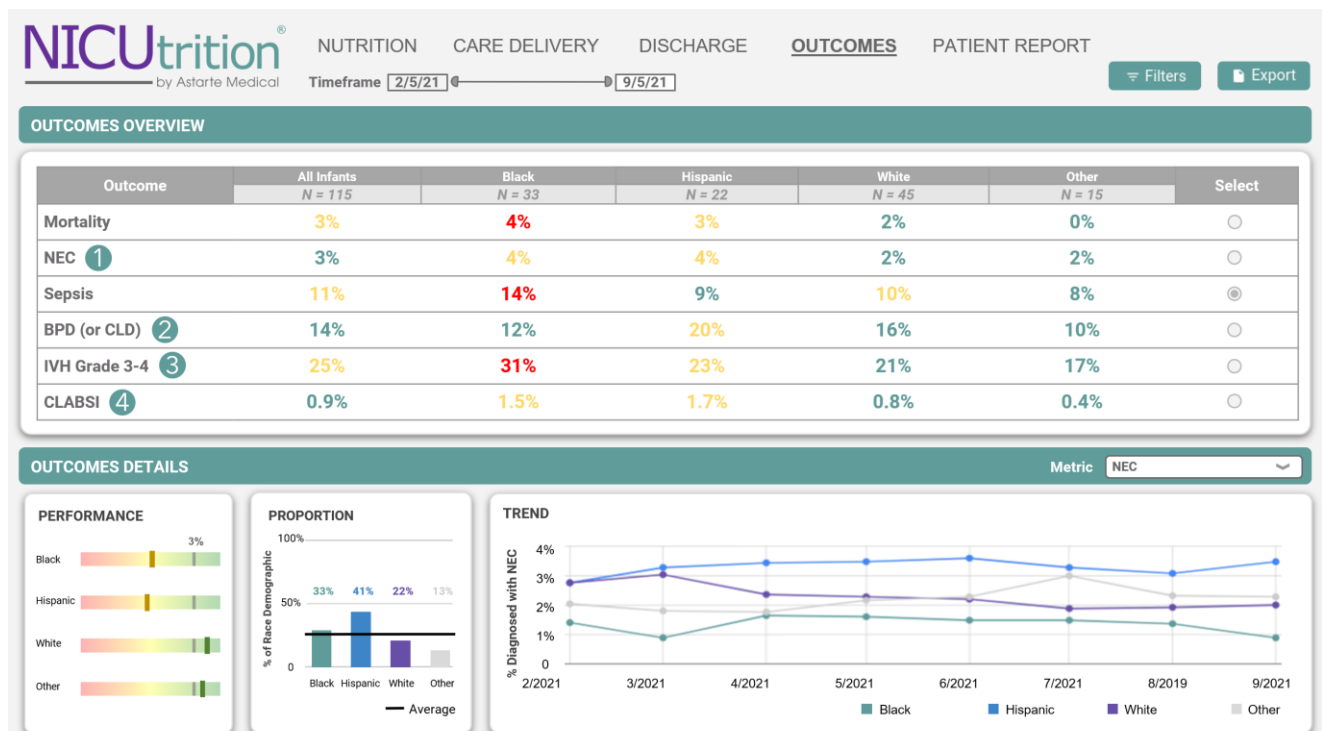 NICUtrition®
by Astarte Medical
NUTRITION CARE DELIVERY DISCHARGE OUTCOMES PATIENT REPORT
Timeframe 2/5/21 9/5/21
Filters Export
OUTCOMES OVERVIEW
Outcome All Infants Black Hispanic White Other Select
N = 115 N = 33 N = 22 N = 45 N = 15
Mortality 3% 4% 3% 2% 0%
NEC 1 3% 4% 4% 2% 2%
Sepsis 11% 14% 9% 10% 8%
BPD (or CLD) 2 14% 12% 20% 16% 10%
IVH Grade 3-4 3 25% 31% 23% 21% 17%
CLABSI 4 0.9% 1.5% 1.7% 0.8% 0.4%
OUTCOMES DETAILS
Metric NEC
PERFORMANCE
3%
Black
Hispanic
White
Other
PROPORTION
% of Race Demographic
100%
33% 41% 22% 13%
50%
0
Black Hispanic White Other
Average
TREND
% Diagnosed with NEC
4%
3%
2%
1%
0
2/2021 3/2021 4/2021 5/2021 6/2021 7/2021 8/2019 9/2021
Black Hispanic White Other